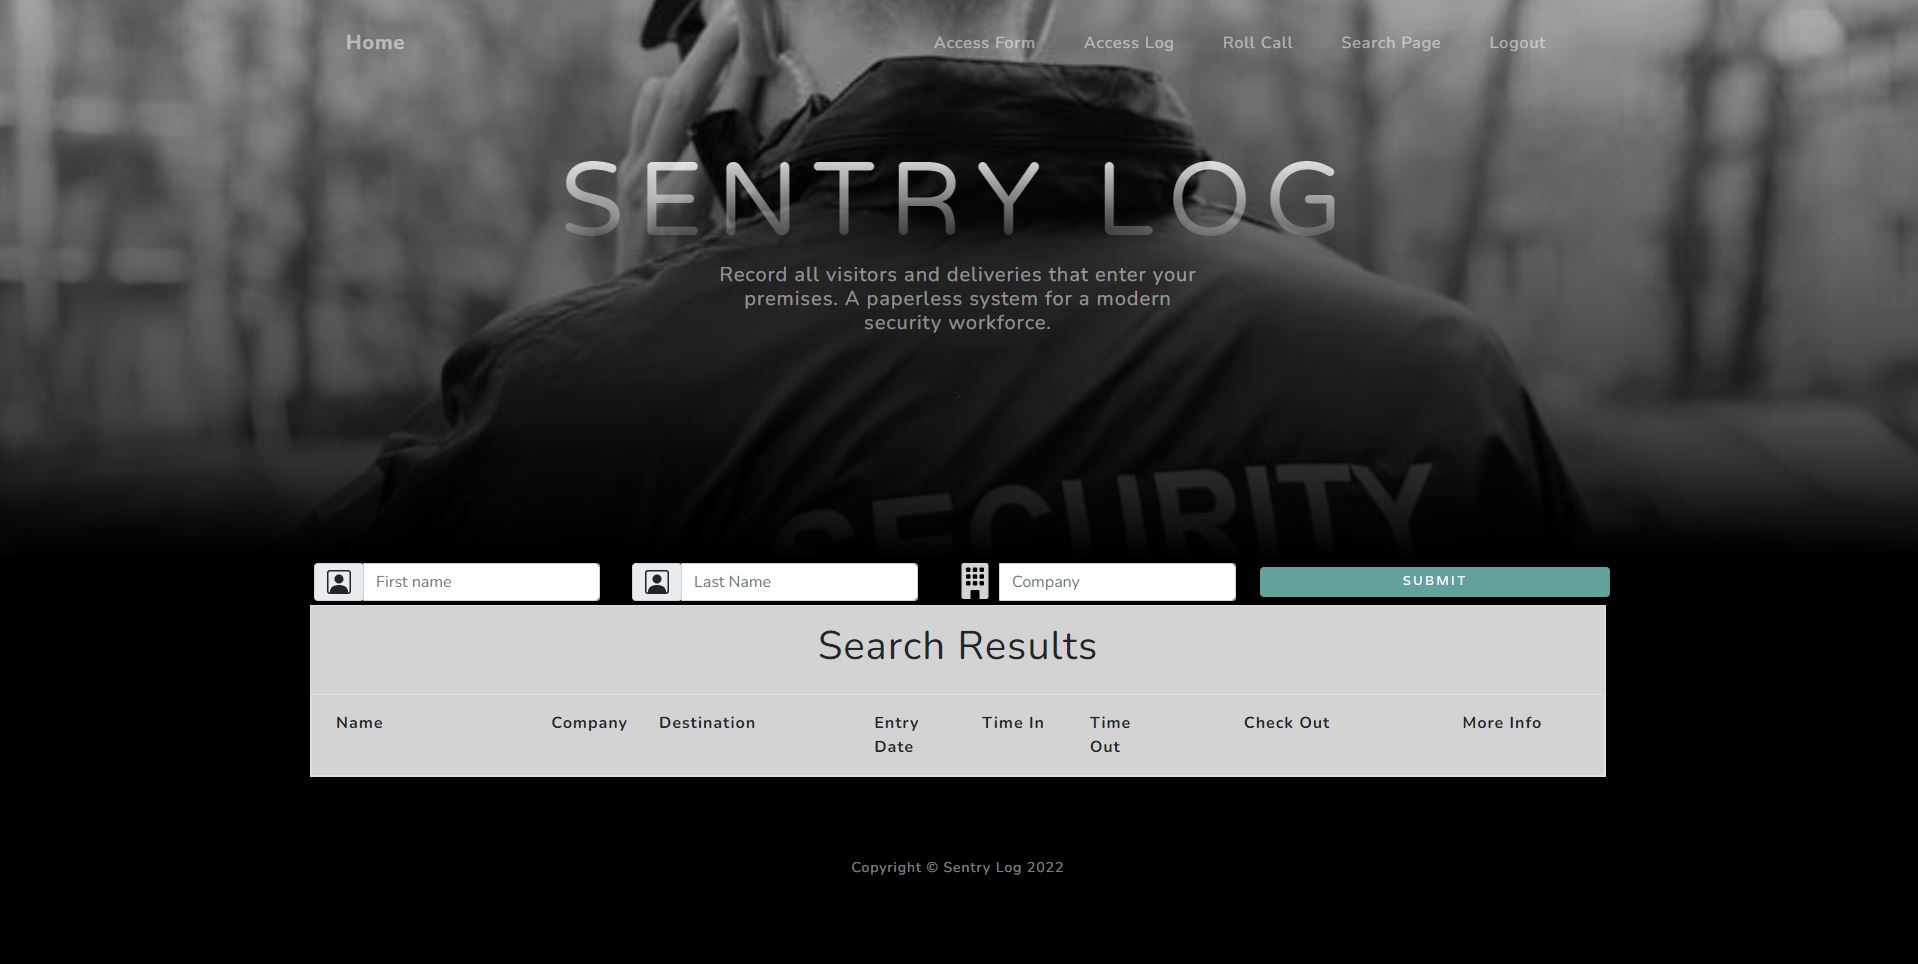 Home Access Form Access Log Roll Call Search Page Logout
SENTRY LOG
Record all visitors and deliveries that enter your
premises. A paperless system for a modern
security workforce.
>
SECURITY
First name Last Name Company SUBMIT
Search Results
Name Company Destination Entry Date Time In Time Out Check Out More Info
Copyright © Sentry Log 2022